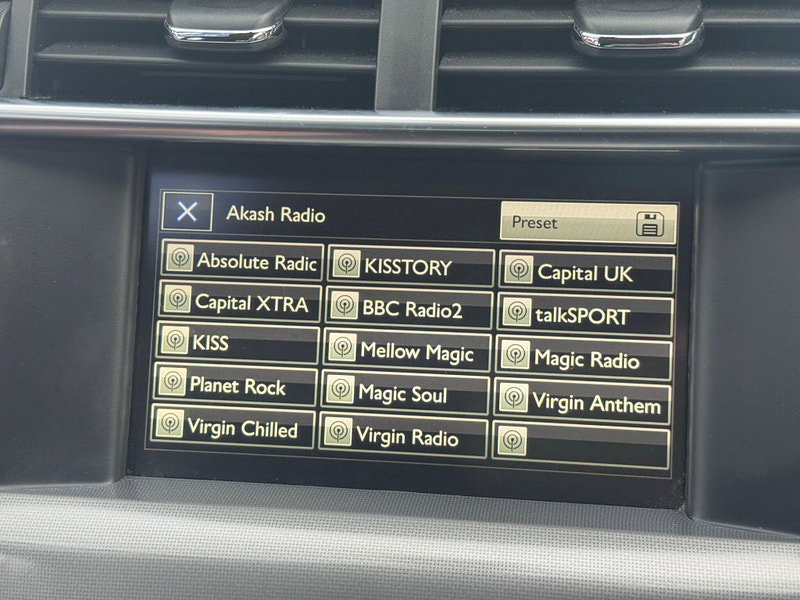 Akash Radio
Preset
Absolute Radic
KISSTORY
Capital UK
Capital XTRA
BBC Radio2
talkSPORT
KISS
Mellow Magic
Magic Radio
Planet Rock
Magic Soul
Virgin Anthem
Virgin Chilled
Virgin Radio